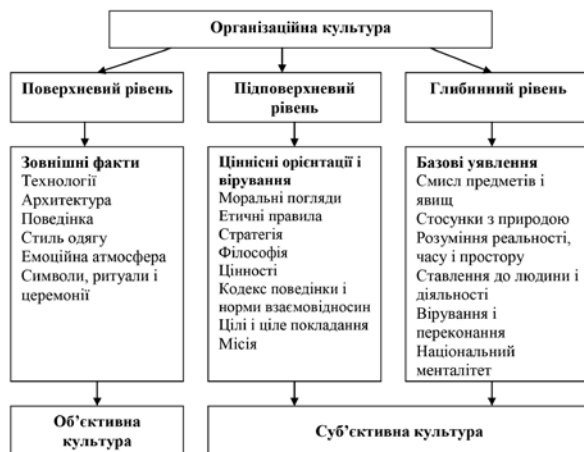 Організаційна культура
Поверхневий рівень
Підповерхневий
рівень
Глибинний рівень
Зовнішні факти
Технології
Архитектура
Поведінка
Стиль одягу
Емоційна атмосфера
Символи, ритуали і
церемонії
Ціннісні орієнтації і
вірування
Моральні погляди
Етичні правила
Стратегія
Філософія
Цінності
Кодекс поведінки и
норми взаємовідносин
Цілі і ціле покладання
Місія
Базові уявлення
Смисл предметів і
явищ
Стосунки з природою
Розуміння реальності,
часу і простору
Ставлення до людини і
діяльності
Вірування і
переконання
Національний
менталітет
Об’єктивна
культура
Суб’єктивна культура